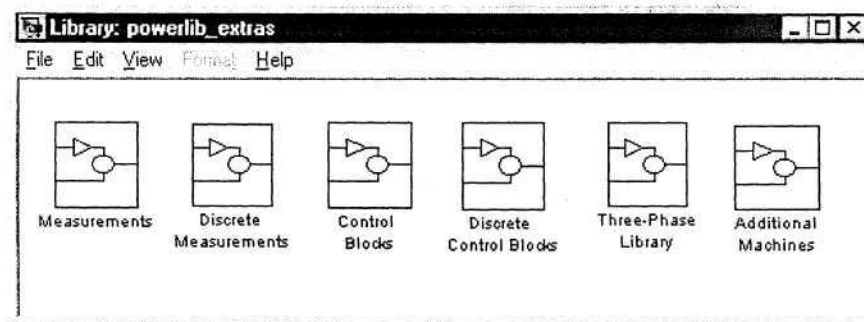 Library: powerlib_extras
File Edit View Format Help
Measurements
Discrete
Measurements
Control
Blocks
Discrete
Control Blocks
Three-Phase
Library
Additional
Machines